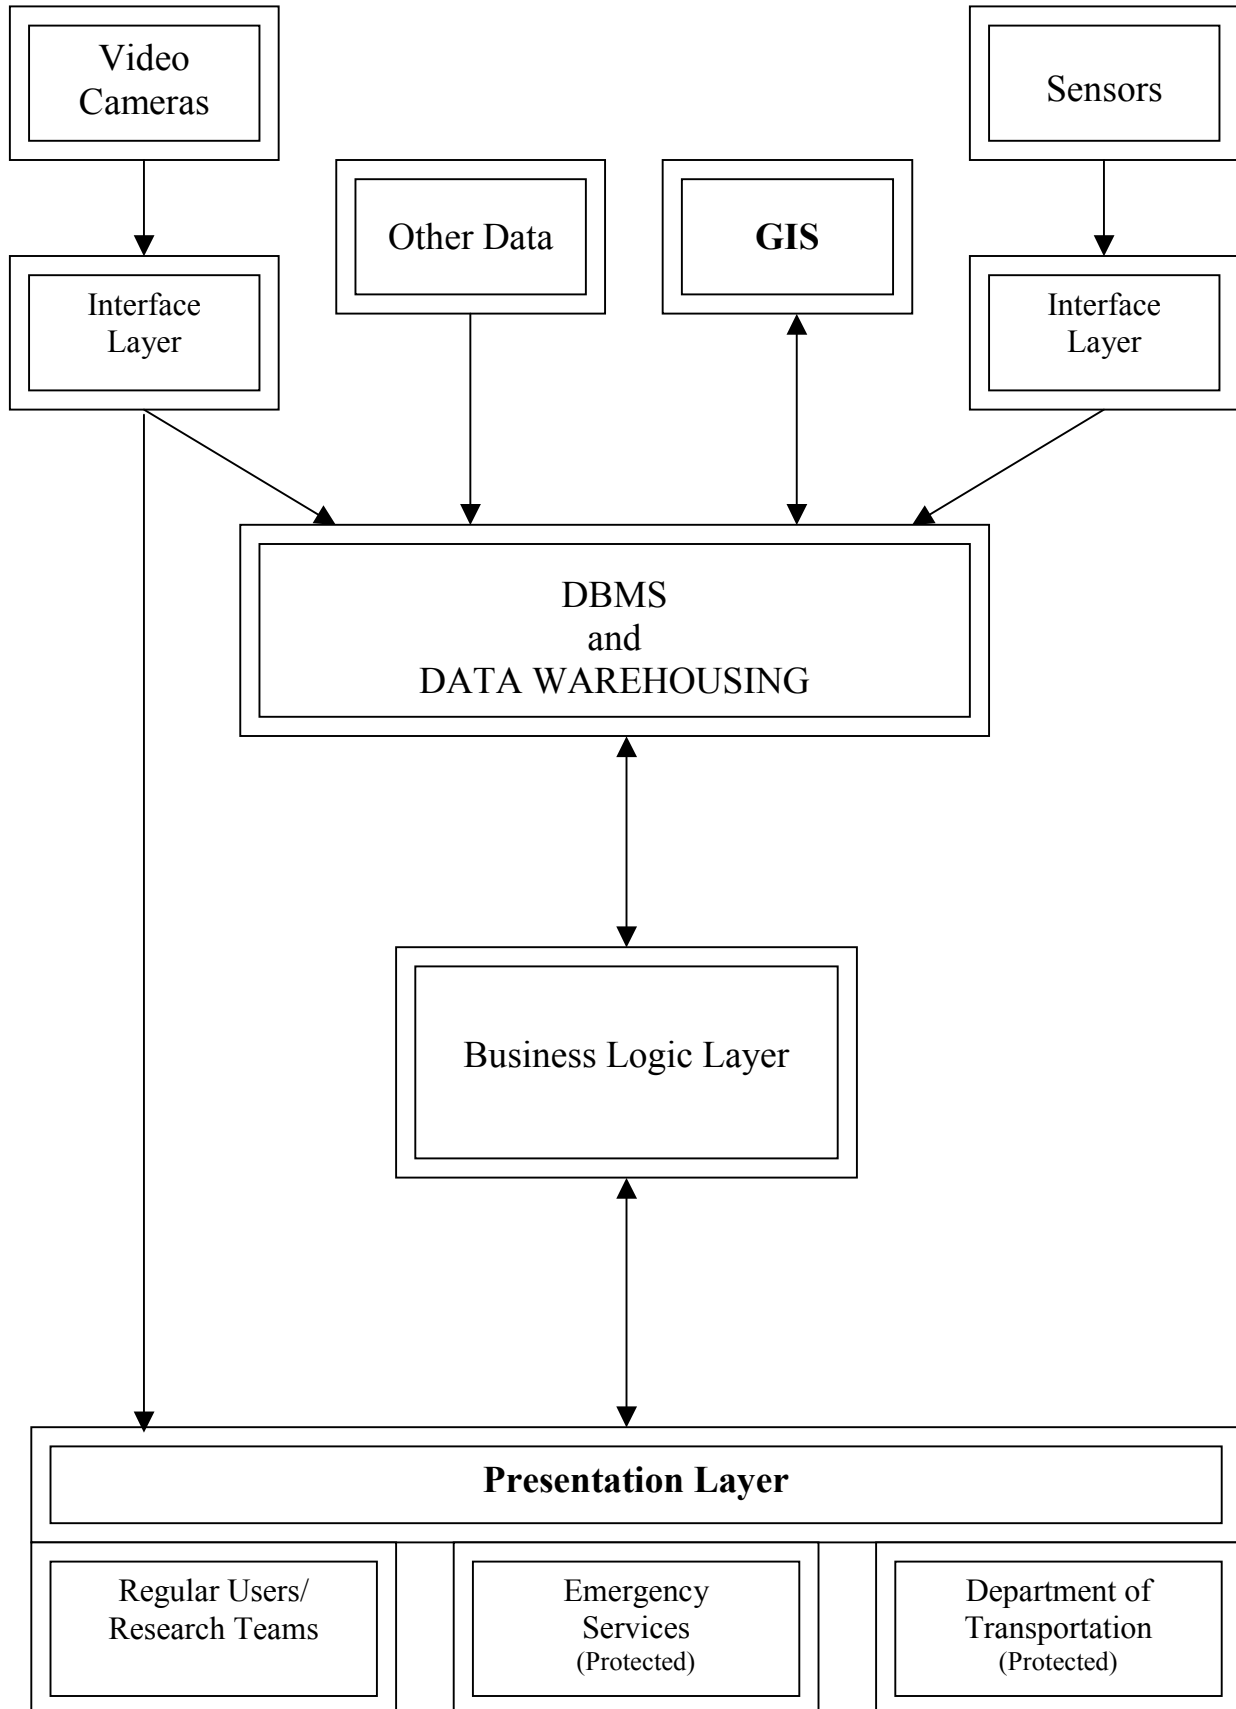 Video
Cameras
Sensors
Other Data
GIS
Interface
Layer
Interface
Layer
DBMS
and
DATA WAREHOUSING
Business Logic Layer
Presentation Layer
Regular Users/
Research Teams
Emergency
Services
(Protected)
Department of
Transportation
(Protected)